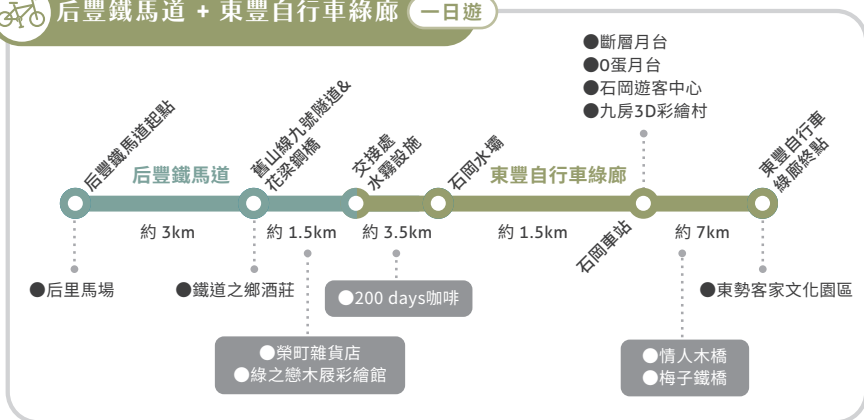 后豐鐵馬道 + 東豐自行車綠廊 一日遊
●斷層月台
●0蛋月台
●石岡遊客中心
●九房3D彩繪村
后豐鐵馬道起點
舊山線九號隧道&
花梁鋼橋
交接處
水霧設施
石岡水壩
東豐自行車
綠廊終點
后豐鐵馬道
東豐自行車綠廊
約 3km
約 1.5km
約 3.5km
約 1.5km
石岡車站
約 7km
●后里馬場
●鐵道之鄉酒莊
●200 days咖啡
●東勢客家文化園區
●榮町雜貨店
●綠之戀木屐彩繪館
●情人木橋
●梅子鐵橋